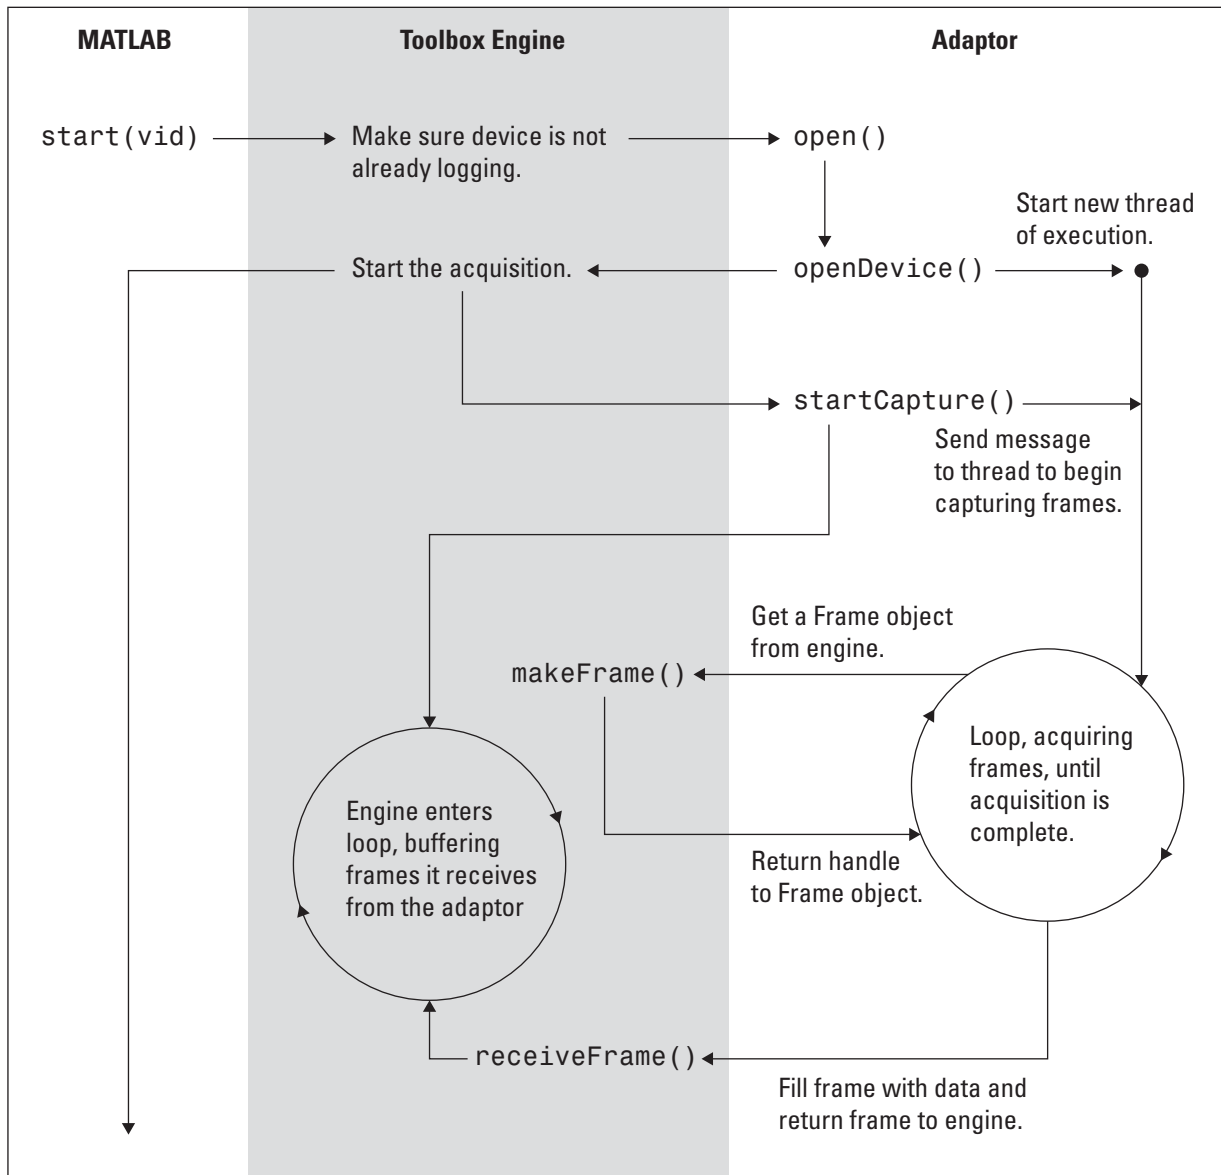 MATLAB
Toolbox Engine
Adaptor
start(vid)
Make sure device is not
already logging.
open()
Start new thread
of execution.
Start the acquisition.
openDevice()
startCapture()
Send message
to thread to begin
capturing frames.
Get a Frame object
from engine.
makeFrame()
Loop, acquiring
frames, until
acquisition is
complete.
Engine enters
loop, buffering
frames it receives
from the adaptor
Return handle
to Frame object.
receiveFrame()
Fill frame with data and
return frame to engine.